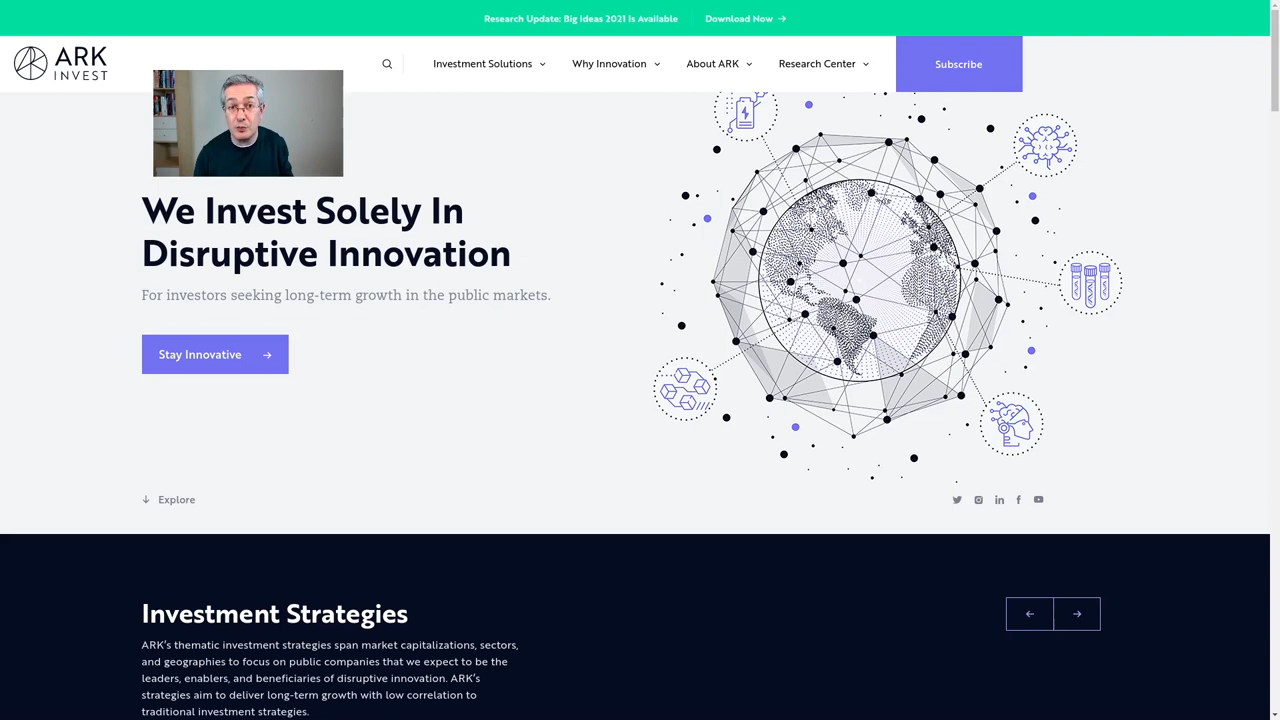 Research Update: Big Ideas 2021 Is Available
Download Now →
ARK
INVEST
Investment Solutions
Why Innovation
About ARK
Research Center
Subscribe
We Invest Solely In
Disruptive Innovation
For investors seeking long-term growth in the public markets.
Stay Innovative →
↓ Explore
Investment Strategies
ARK’s thematic investment strategies span market capitalizations, sectors,
and geographies to focus on public companies that we expect to be the
leaders, enablers, and beneficiaries of disruptive innovation. ARK’s
strategies aim to deliver long-term growth with low correlation to
traditional investment strategies.